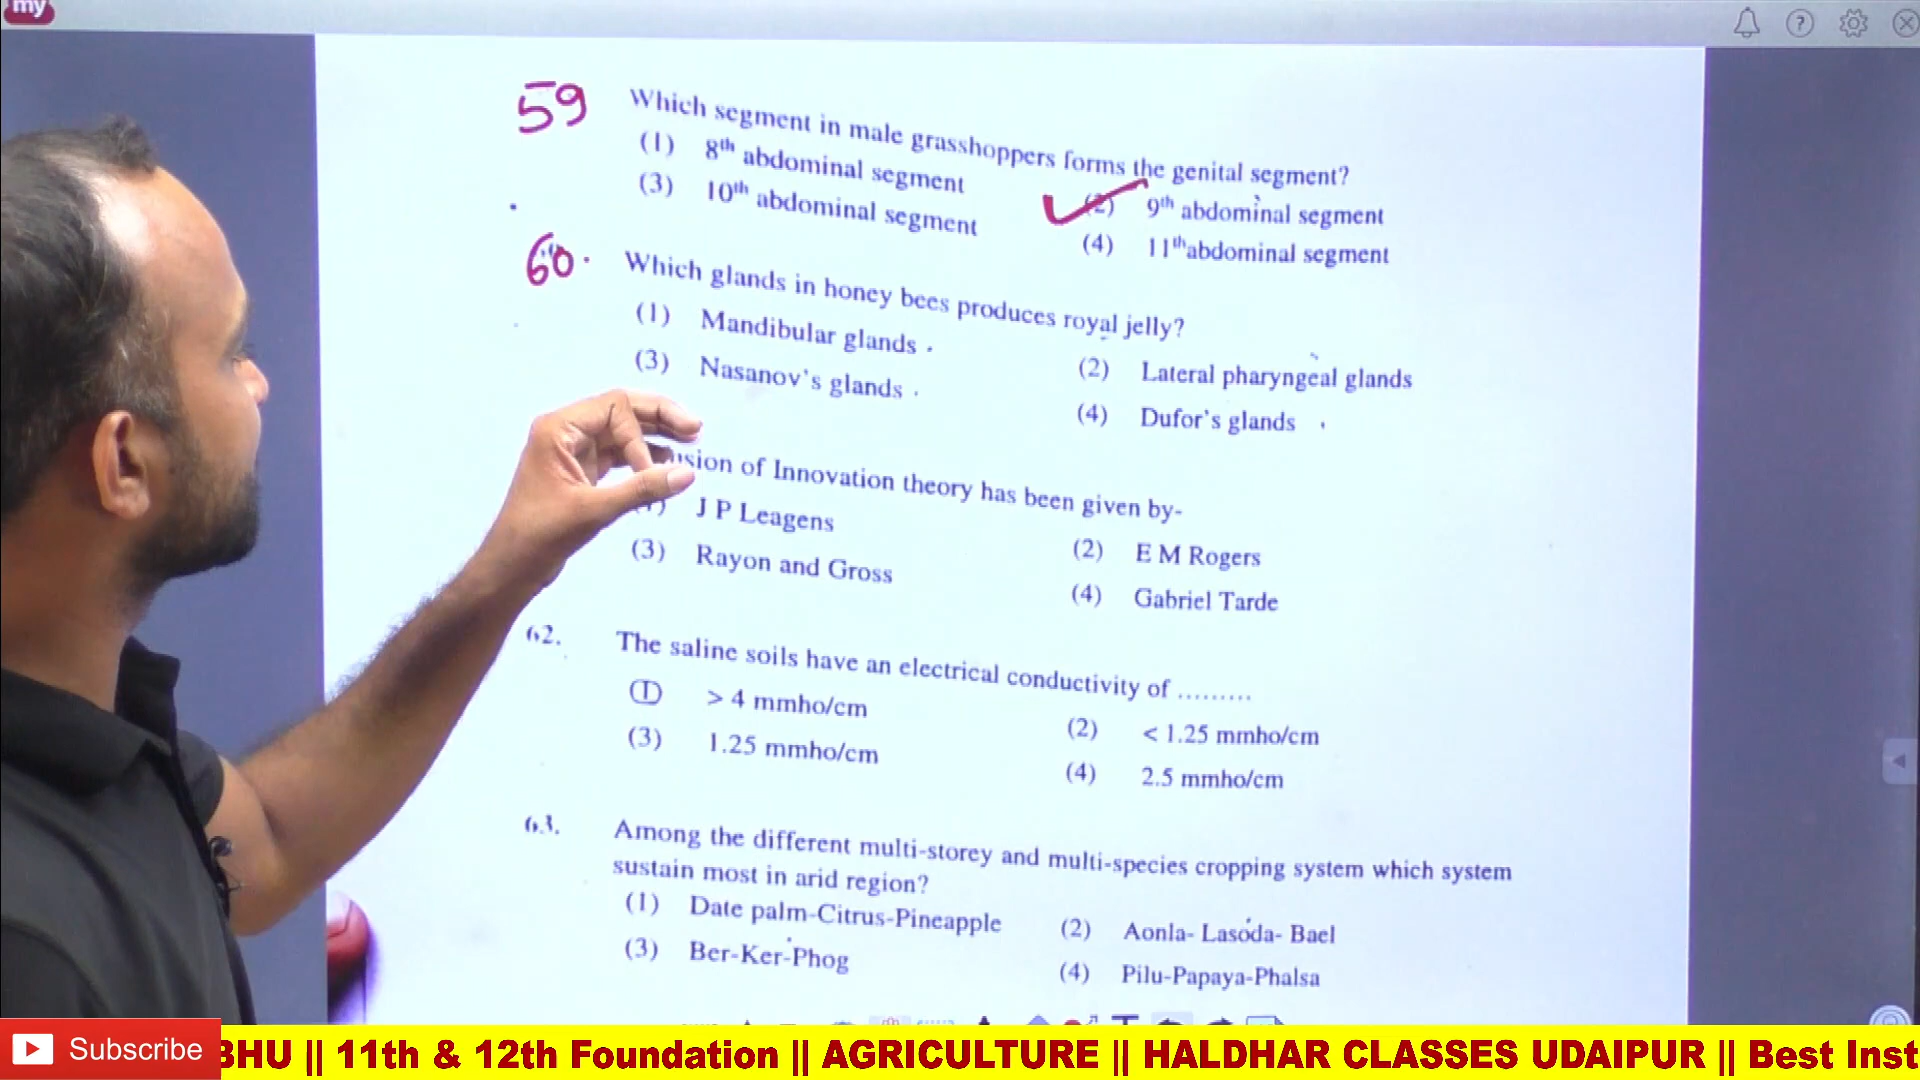 my
59 Which segment in male grasshoppers forms the genital segment?
(1) 8th abdominal segment
(2) 9th abdominal segment
(3) 10th abdominal segment
(4) 11th abdominal segment
60. Which glands in honey bees produces royal jelly?
(1) Mandibular glands
(2) Lateral pharyngeal glands
(3) Nasanov's glands
(4) Dufor's glands
usion of Innovation theory has been given by-
J P Leagens
(2) E M Rogers
(3) Rayon and Gross
(4) Gabriel Tarde
62. The saline soils have an electrical conductivity of .........
(1) > 4 mmho/cm
(2) < 1.25 mmho/cm
(3) 1.25 mmho/cm
(4) 2.5 mmho/cm
63. Among the different multi-storey and multi-species cropping system which system
sustain most in arid region?
(1) Date palm-Citrus-Pineapple
(2) Aonla- Lasoda- Bael
(3) Ber-Ker-Phog
(4) Pilu-Papaya-Phalsa
Subscribe
BHU || 11th & 12th Foundation || AGRICULTURE || HALDHAR CLASSES UDAIPUR || Best Inst